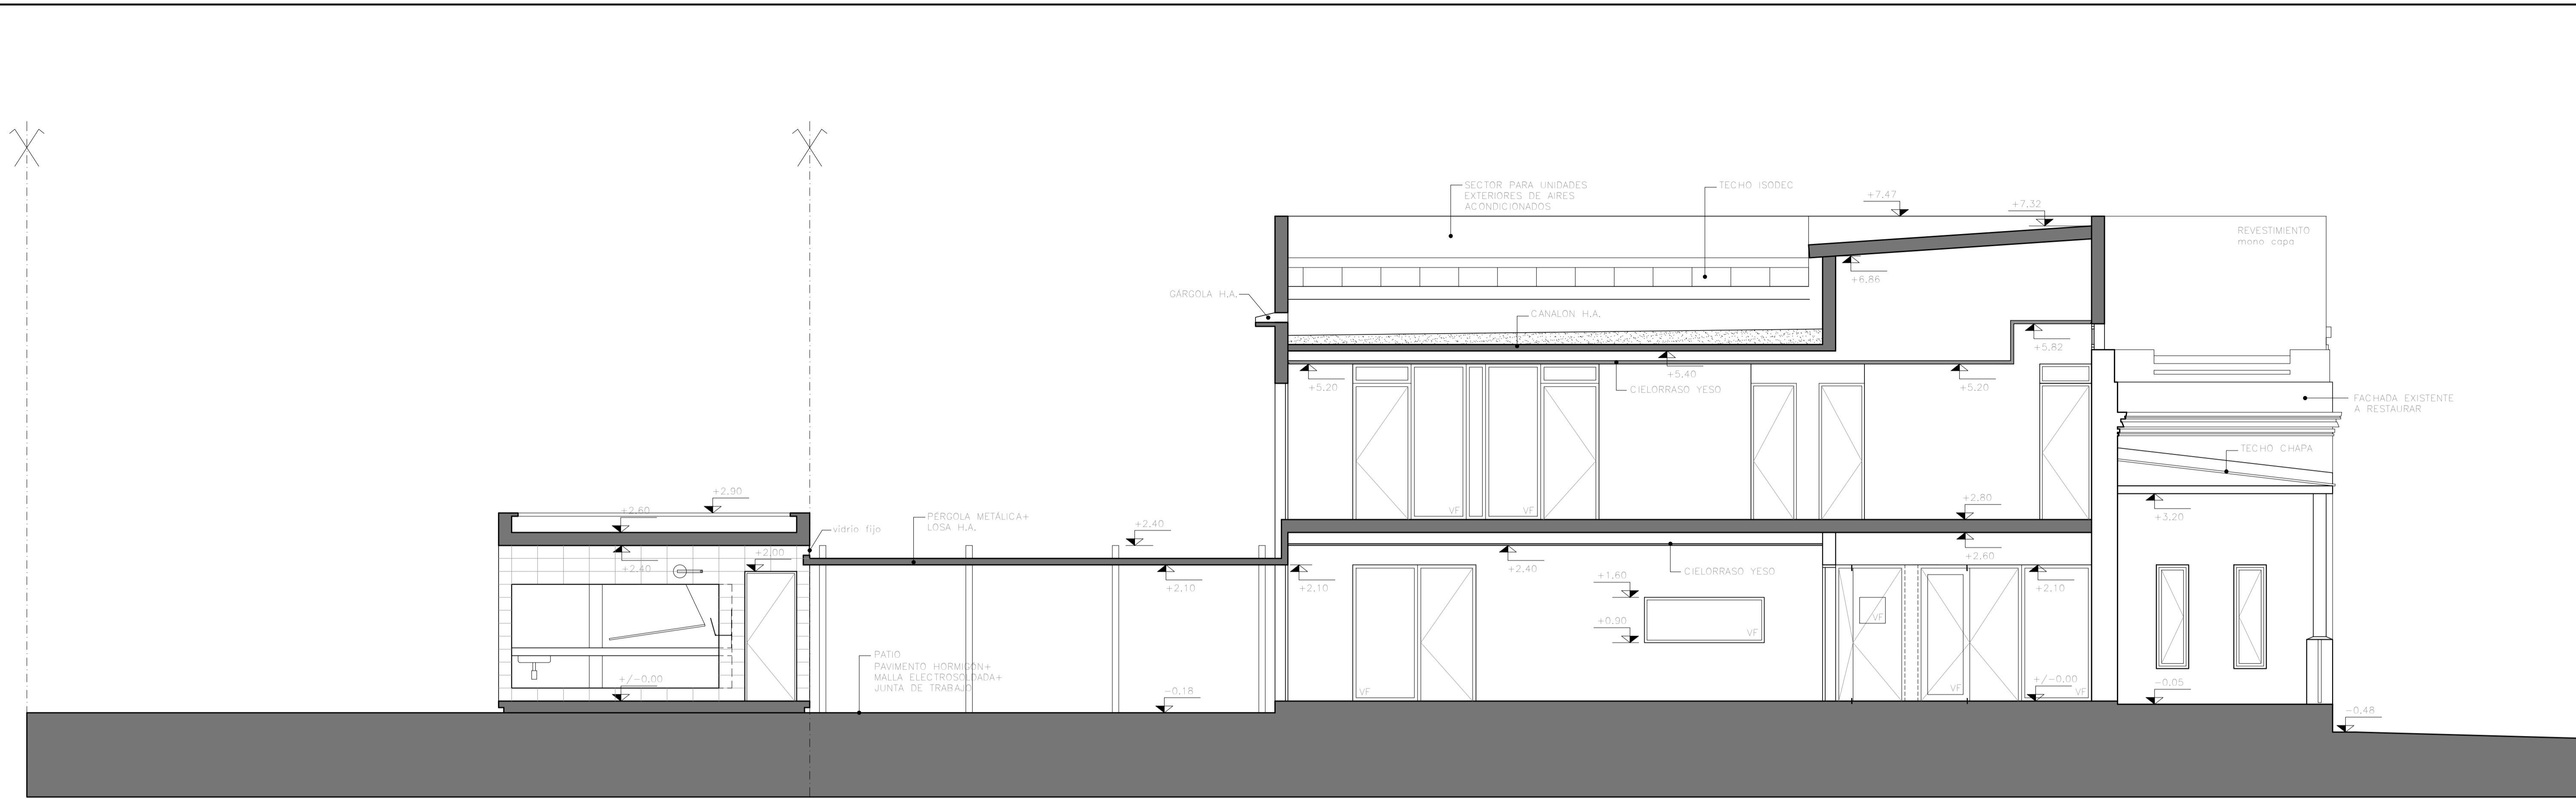 SECTOR PARA UNIDADES
EXTERIORES DE AIRES
ACONDICIONADOS
TECHO ISODEC
+7.47
+7.32
REVESTIMIENTO
mono capa
+6.86
GÁRGOLA H.A.
CANALON H.A.
+5.82
+5.20
+5.40
+5.20
CIELORRASO YESO
FACHADA EXISTENTE
A RESTAURAR
TECHO CHAPA
VF
VF
+2.90
+2.60
vidrio fijo
PÉRGOLA METÁLICA+
LOSA H.A.
+2.40
+2.80
+3.20
+2.40
+2.00
+2.10
+2.10
+2.40
CIELORRASO YESO
+2.60
+2.10
+1.60
+0.90
VF
VF
PATIO
PAVIMENTO HORMIGÓN+
MALLA ELECTROSOLDADA+
JUNTA DE TRABAJO
+/-0.00
-0.18
VF
VF
VF
+/-0.00
-0.05
-0.48